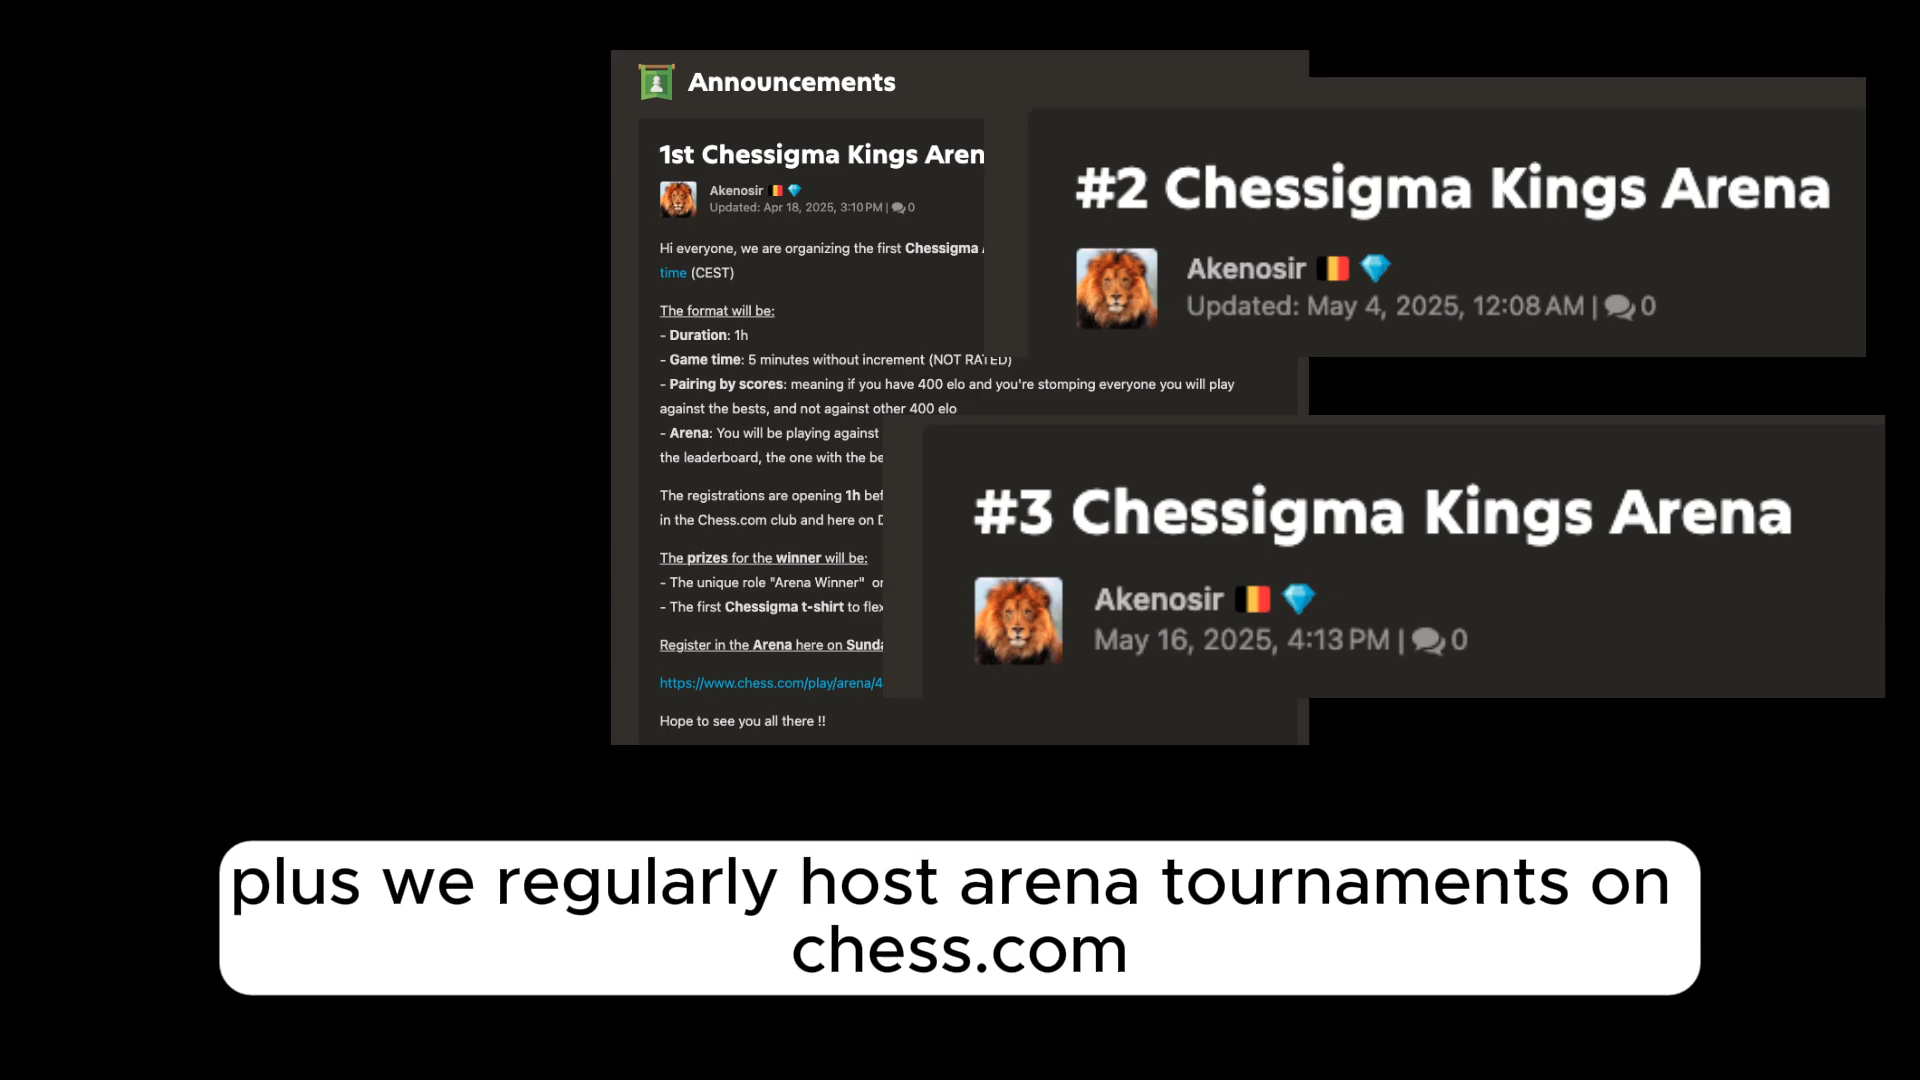 Announcements
1st Chessigma Kings Aren
Akenosir
Updated: Apr 18, 2025, 3:10 PM | 0
Hi everyone, we are organizing the first Chessigma
time (CEST)
The format will be:
- Duration: 1h
- Game time: 5 minutes without increment (NOT RATED)
- Pairing by scores: meaning if you have 400 elo and you're stomping everyone you will play
against the bests, and not against other 400 elo
- Arena: You will be playing against
the leaderboard, the one with the be
The registrations are opening 1h bef
in the Chess.com club and here on D
The prizes for the winner will be:
- The unique role "Arena Winner" or
- The first Chessigma t-shirt to flex
Register in the Arena here on Sunda
https://www.chess.com/play/arena/4
Hope to see you all there !!
#2 Chessigma Kings Arena
Akenosir
Updated: May 4, 2025, 12:08 AM | 0
#3 Chessigma Kings Arena
Akenosir
May 16, 2025, 4:13 PM | 0
plus we regularly host arena tournaments on
chess.com